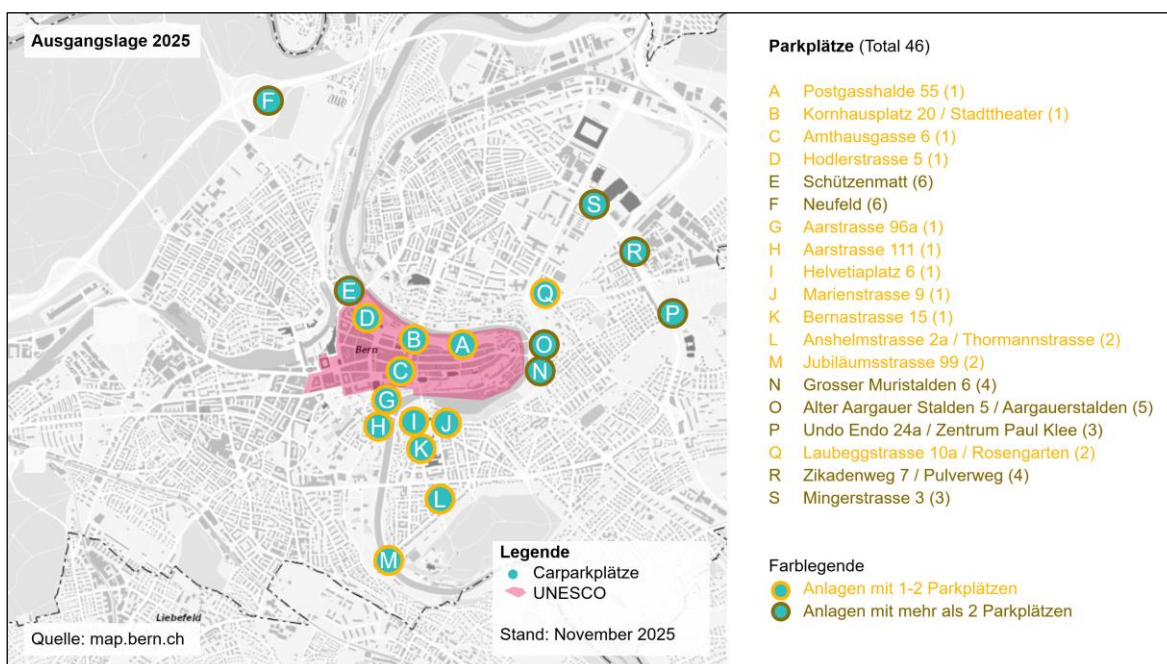 Ausgangslage 2025
F
S
R
E
Q
P
D
B
A
O
Bern
C
N
G
H
I
J
K
L
M
Legende
Carparkplätze
UNESCO
Liebefeld
Quelle: map.bern.ch
Stand: November 2025
Parkplätze (Total 46)
A Postgasshalde 55 (1)
B Kornhausplatz 20 / Stadttheater (1)
C Amthausgasse 6 (1)
D Hodlerstrasse 5 (1)
E Schützenmatt (6)
F Neufeld (6)
G Aarstrasse 96a (1)
H Aarstrasse 111 (1)
I Helvetiaplatz 6 (1)
J Marienstrasse 9 (1)
K Bernastrasse 15 (1)
L Anshelmstrasse 2a / Thormannstrasse (2)
M Jubiläumsstrasse 99 (2)
N Grosser Muristalden 6 (4)
O Alter Aargauer Stalden 5 / Aargauerstalden (5)
P Undo Endo 24a / Zentrum Paul Klee (3)
Q Laubeggstrasse 10a / Rosengarten (2)
R Zikadenweg 7 / Pulverweg (4)
S Mingerstrasse 3 (3)
Farblegende
Anlagen mit 1-2 Parkplätzen
Anlagen mit mehr als 2 Parkplätzen